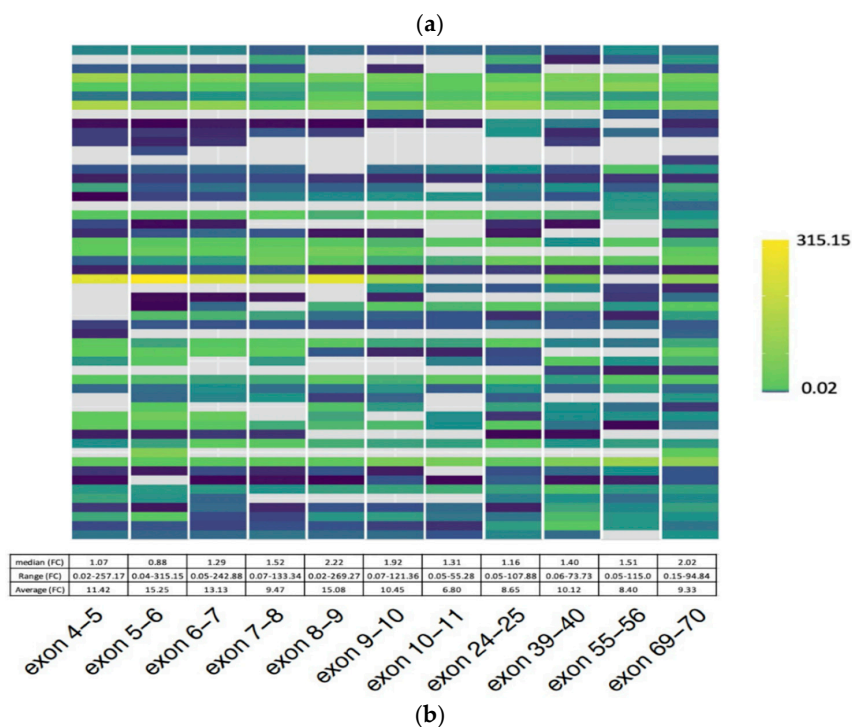 (a)
315.15
0.02
median (FC) 1.07 0.88 1.29 1.52 2.22 1.92 1.31 1.16 1.40 1.51 2.02
Range (FC) 0.02-257.17 0.04-315.15 0.05-242.88 0.07-133.34 0.02-269.27 0.07-121.36 0.05-55.28 0.05-107.88 0.06-73.73 0.05-115.0 0.15-94.84
Average (FC) 11.42 15.25 13.13 9.47 15.08 10.45 6.80 8.65 10.12 8.40 9.33
exon 4–5 exon 5–6 exon 6–7 exon 7–8 exon 8–9 exon 9–10 exon 10–11 exon 24–25 exon 39–40 exon 55–56 exon 69–70
(b)